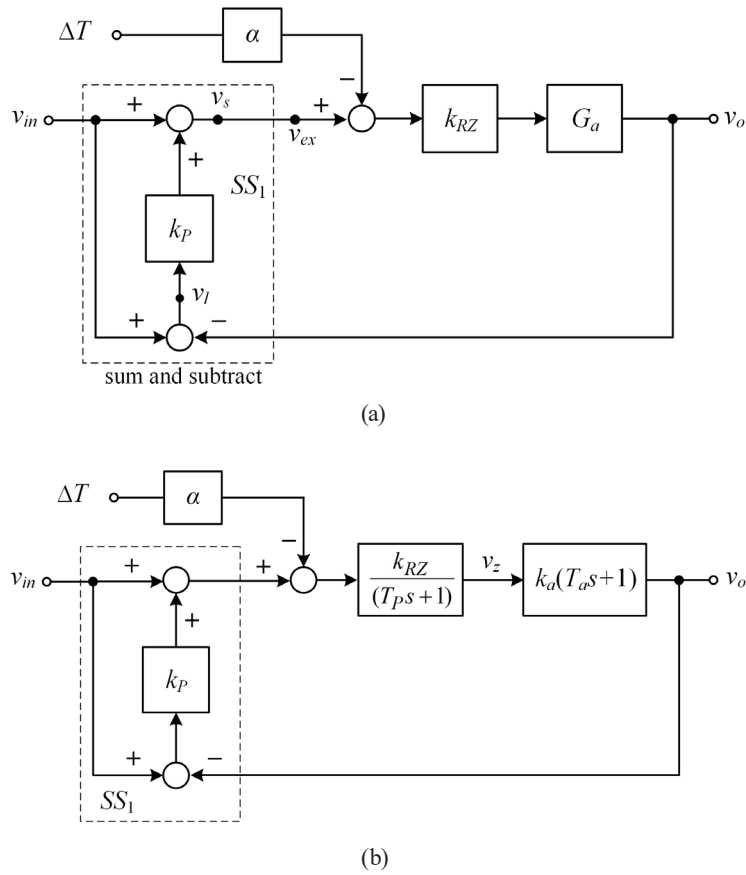 ΔT
α
−
v_in
+
v_s
+
v_ex
k_RZ
G_a
v_o
+
SS_1
k_P
v_l
+
−
sum and subtract
(a)
ΔT
α
−
v_in
+
+
k_RZ
(T_P s+1)
v_z
k_a(T_a s+1)
v_o
+
k_P
+
−
SS_1
(b)